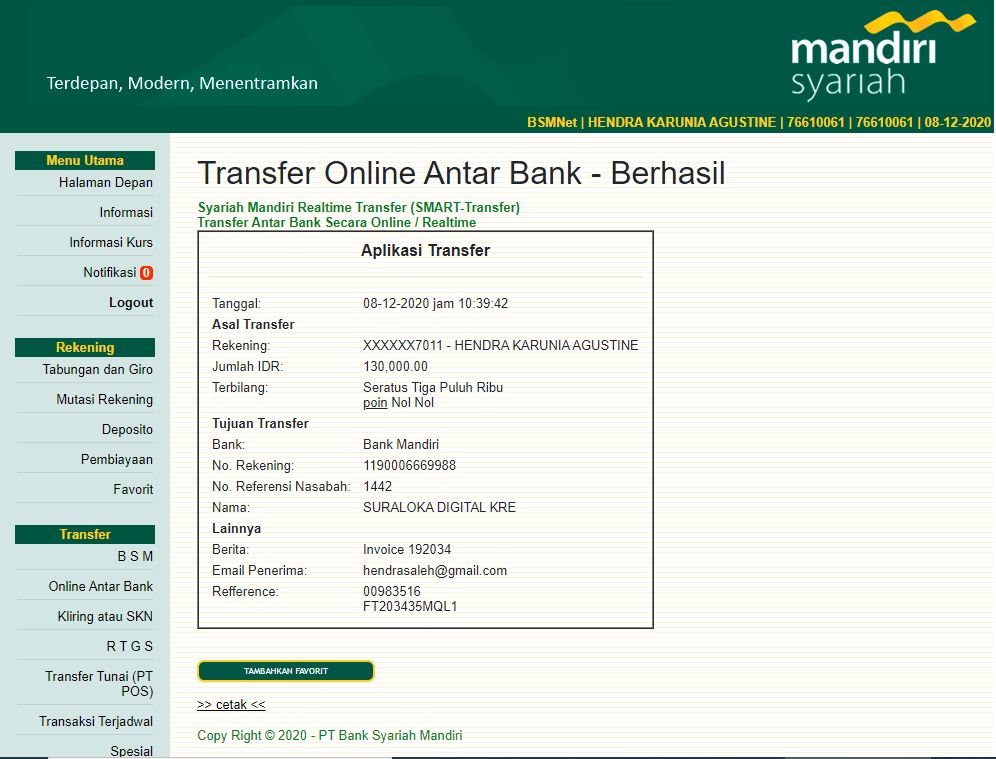 mandiri
syariah
Terdepan, Modern, Menentramkan
BSMNet | HENDRA KARUNIA AGUSTINE | 76610061 | 76610061 | 08-12-2020
Menu Utama
Halaman Depan
Informasi
Informasi Kurs
Notifikasi 0
Logout
Rekening
Tabungan dan Giro
Mutasi Rekening
Deposito
Pembiayaan
Favorit
Transfer
B S M
Online Antar Bank
Kliring atau SKN
R T G S
Transfer Tunai (PT
POS)
Transaksi Terjadwal
Spesial
Transfer Online Antar Bank - Berhasil
Syariah Mandiri Realtime Transfer (SMART-Transfer)
Transfer Antar Bank Secara Online / Realtime
Aplikasi Transfer
Tanggal: 08-12-2020 jam 10:39:42
Asal Transfer
Rekening: XXXXXX7011 - HENDRA KARUNIA AGUSTINE
Jumlah IDR: 130,000.00
Terbilang: Seratus Tiga Puluh Ribu
poin Nol Nol
Tujuan Transfer
Bank: Bank Mandiri
No. Rekening: 1190006669988
No. Referensi Nasabah: 1442
Nama: SURALOKA DIGITAL KRE
Lainnya
Berita: Invoice 192034
Email Penerima: hendrasaleh@gmail.com
Refference: 00983516
FT203435MQL1
TAMBAHKAN FAVORIT
>> cetak <<
Copy Right © 2020 - PT Bank Syariah Mandiri